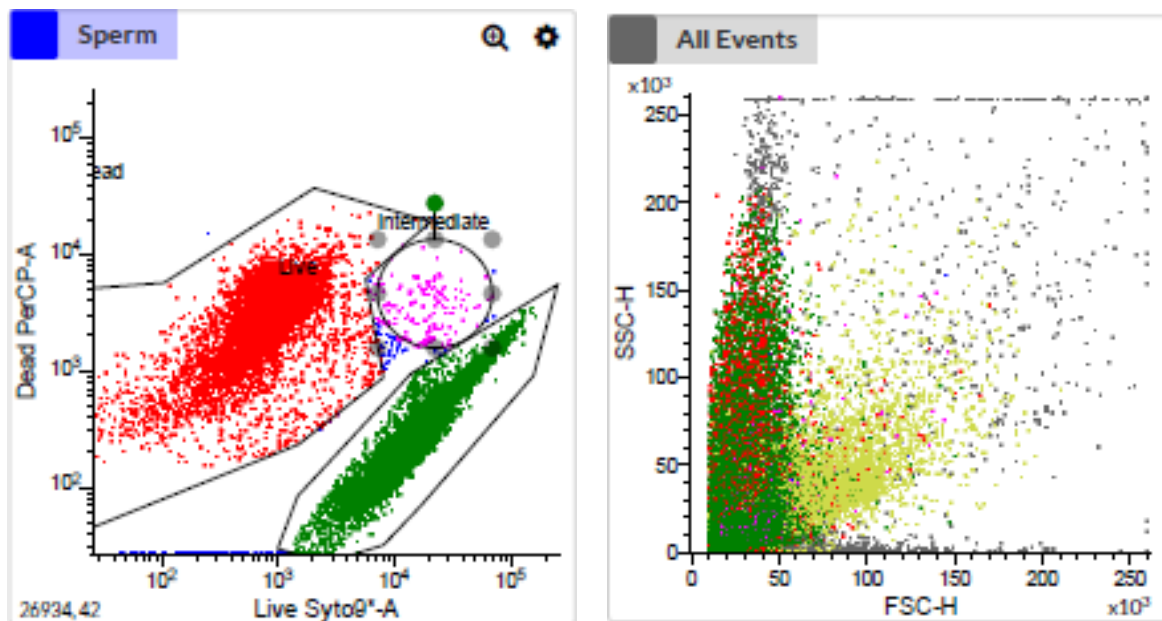 Sperm
10⁵
ead
Intermediate
10⁴
Live
Dead PerCP-A
10³
10²
10² 10³ 10⁴ 10⁵
26934,42
Live Syto9*-A
All Events
x10³
250
200
150
SSC-H
100
50
0
0 50 100 150 200 250
FSC-H
x10³